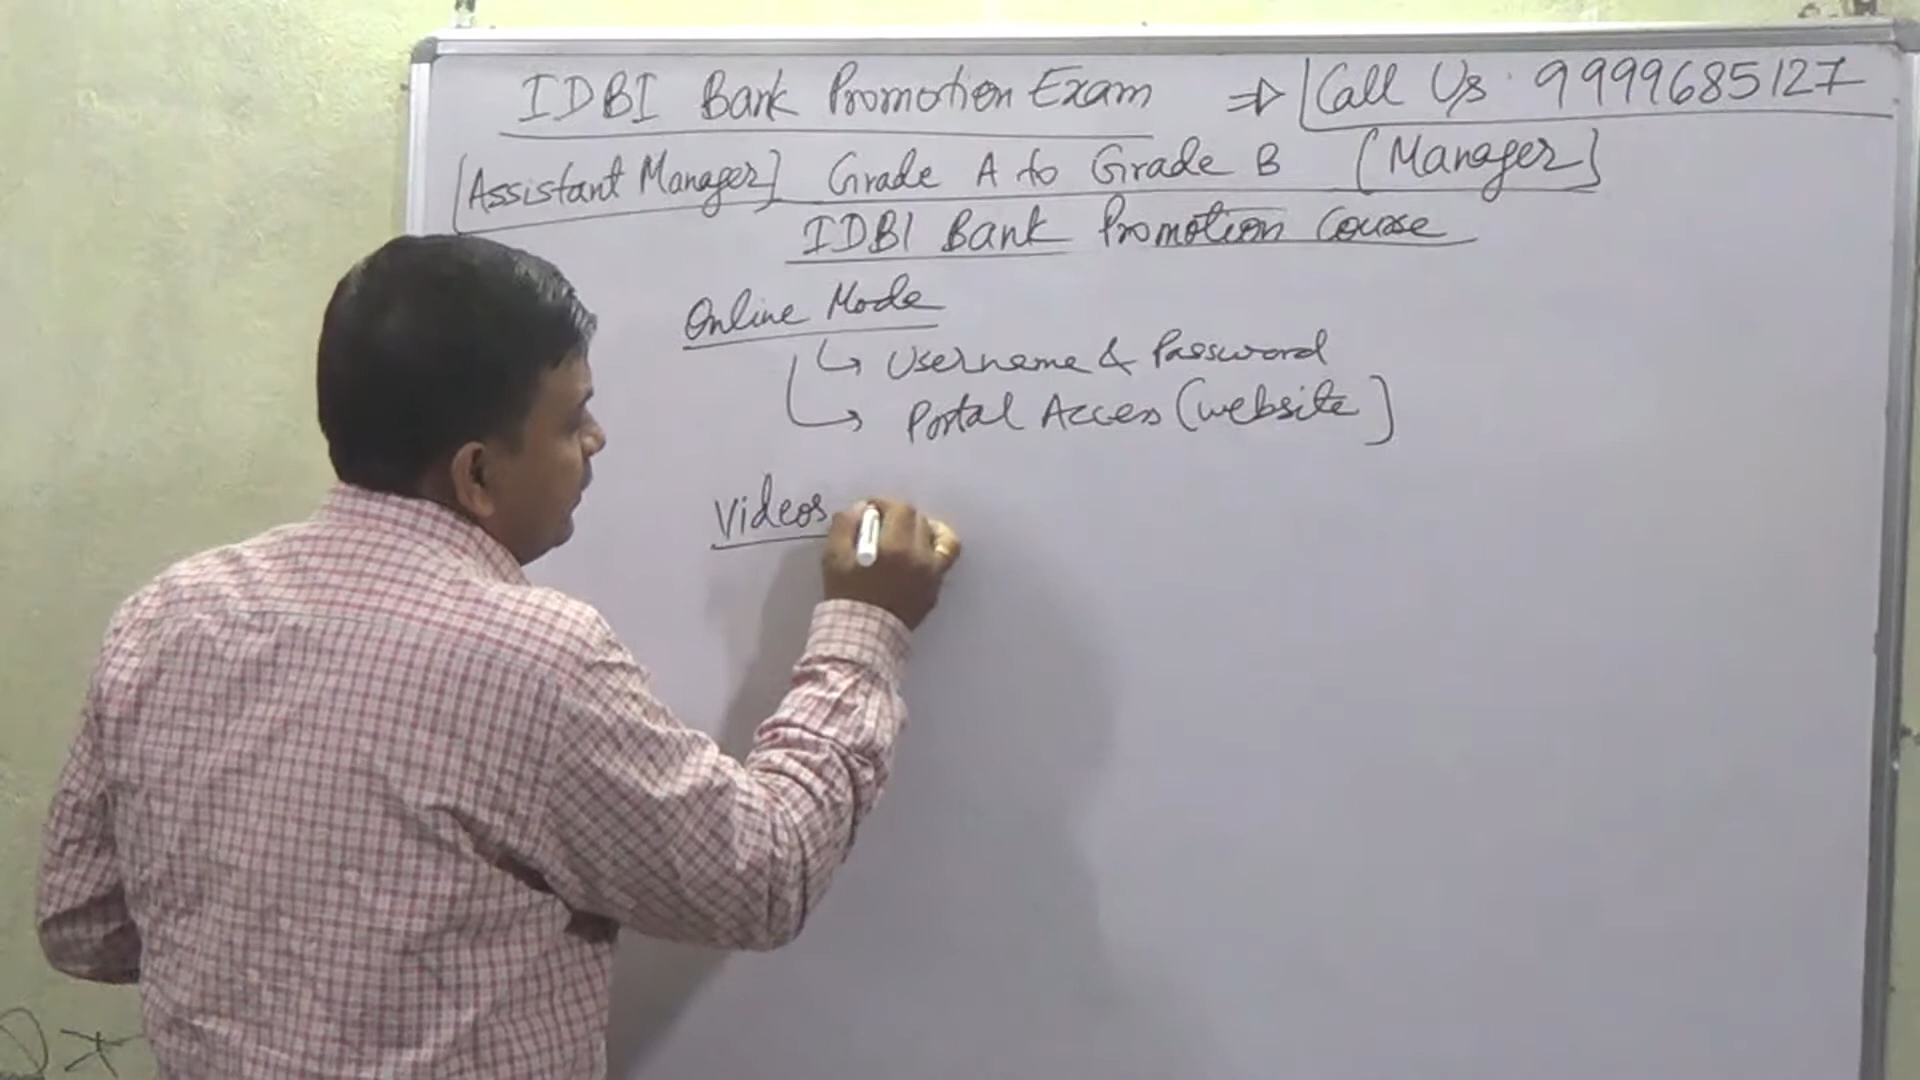 IDBI Bank Promotion Exam ⇒ Call Us: 9999685127
[Assistant Manager] Grade A to Grade B [Manager]
IDBI Bank Promotion Course
Online Mode
↳ Username & Password
↳ Portal Access (website]
Videos